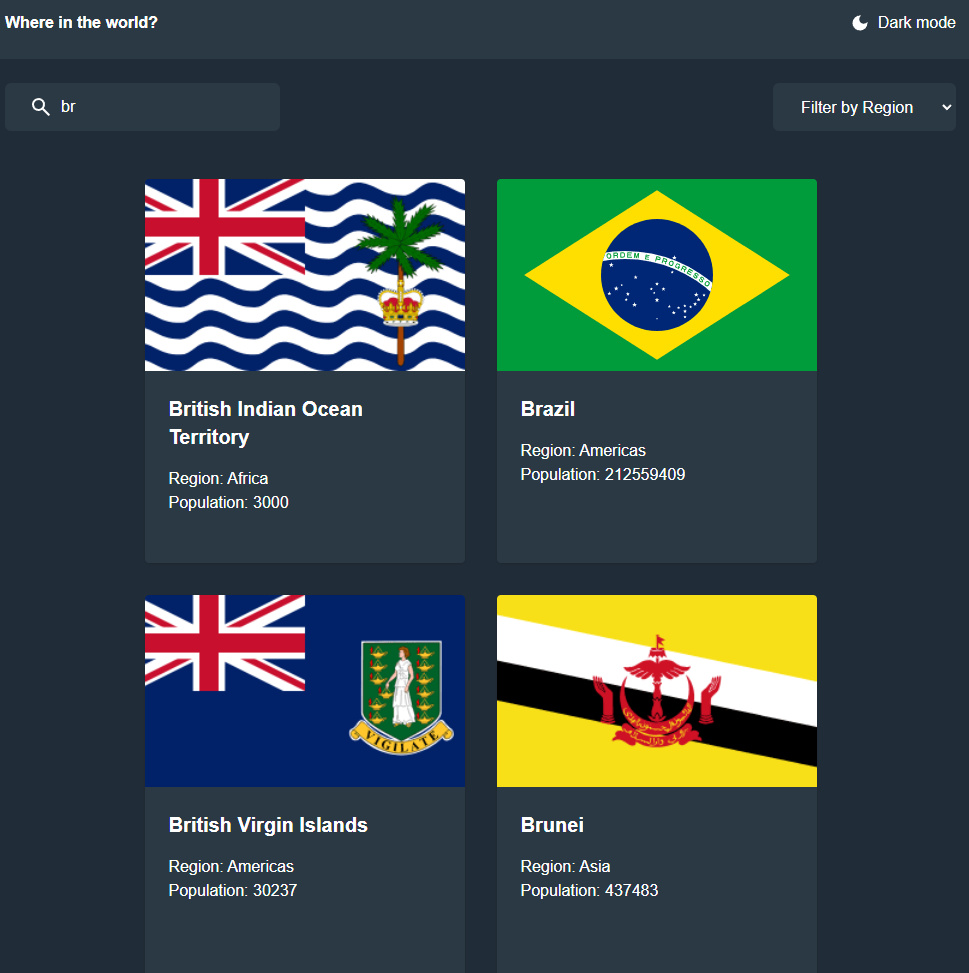 Where in the world?
Dark mode
br
Filter by Region
ORDEM E PROGRESSO
British Indian Ocean
Territory
Region: Africa
Population: 3000
Brazil
Region: Americas
Population: 212559409
VIGILATE
British Virgin Islands
Region: Americas
Population: 30237
Brunei
Region: Asia
Population: 437483